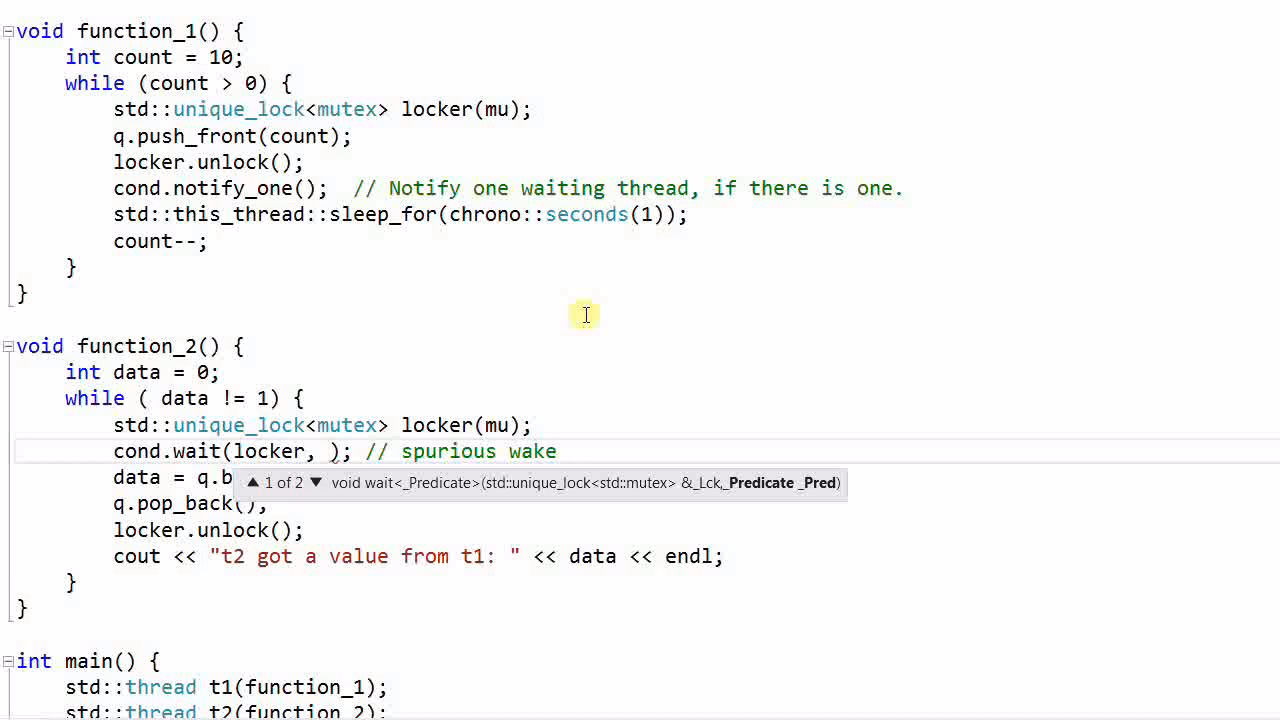 void function_1() {
    int count = 10;
    while (count > 0) {
        std::unique_lock<mutex> locker(mu);
        q.push_front(count);
        locker.unlock();
        cond.notify_one();  // Notify one waiting thread, if there is one.
        std::this_thread::sleep_for(chrono::seconds(1));
        count--;
    }
}
void function_2() {
    int data = 0;
    while ( data != 1) {
        std::unique_lock<mutex> locker(mu);
        cond.wait(locker, ); // spurious wake
        data = q.b
▲ 1 of 2 ▼ void wait<_Predicate>(std::unique_lock<std::mutex> &_Lck,_Predicate _Pred)
        q.pop_back();
        locker.unlock();
        cout << "t2 got a value from t1: " << data << endl;
    }
}
int main() {
    std::thread t1(function_1);
    std::thread t2(function_2);